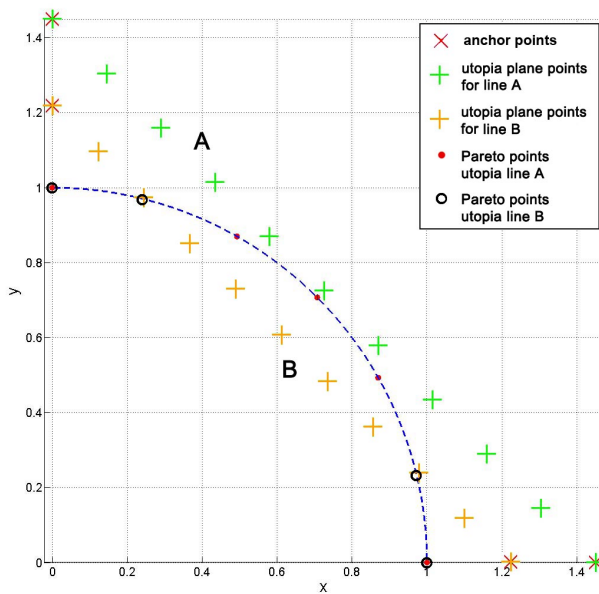 anchor points
utopia plane points
for line A
utopia plane points
for line B
Pareto points
utopia line A
Pareto points
utopia line B
A
B
y
1.4
1.2
1
0.8
0.6
0.4
0.2
0
0
0.2
0.4
0.6
0.8
1.0
1.2
1.4
x